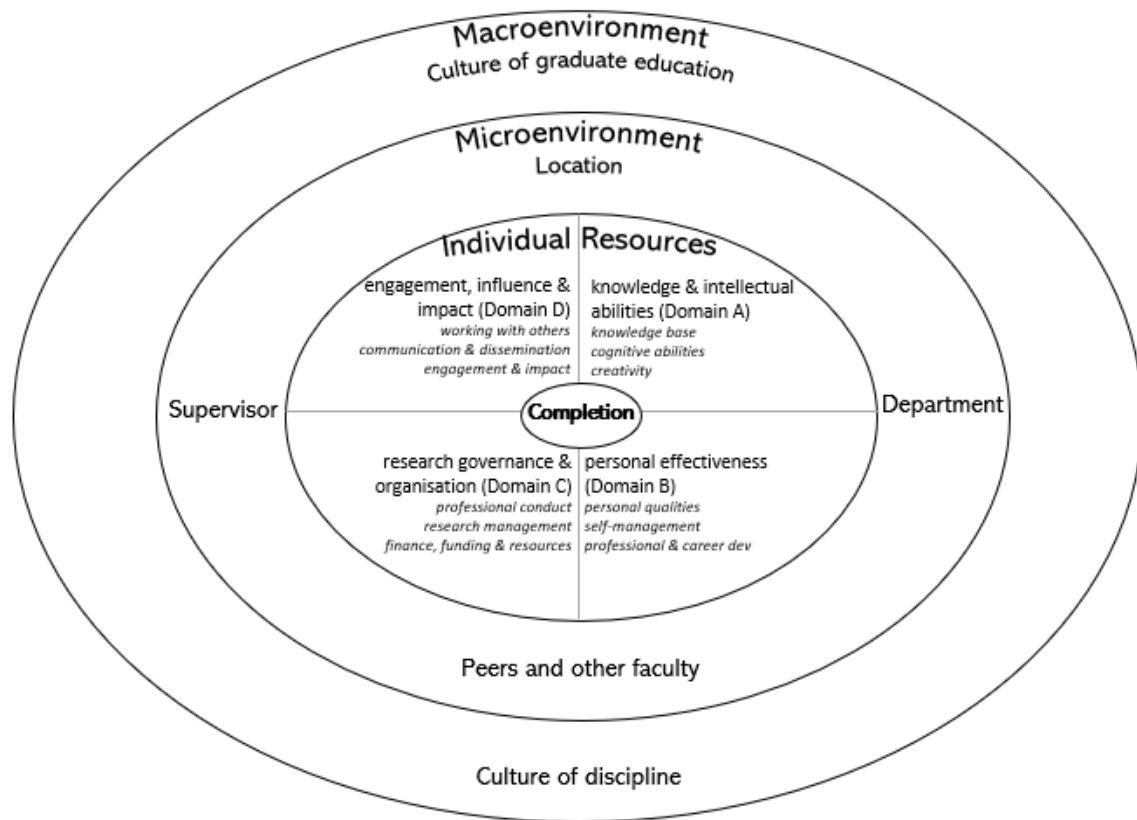 Macroenvironment
Culture of graduate education
Microenvironment
Location
Individual Resources
engagement, influence &
impact (Domain D)
working with others
communication & dissemination
engagement & impact
knowledge & intellectual
abilities (Domain A)
knowledge base
cognitive abilities
creativity
Supervisor
Completion
Department
research governance &
organisation (Domain C)
professional conduct
research management
finance, funding & resources
personal effectiveness
(Domain B)
personal qualities
self-management
professional & career dev
Peers and other faculty
Culture of discipline